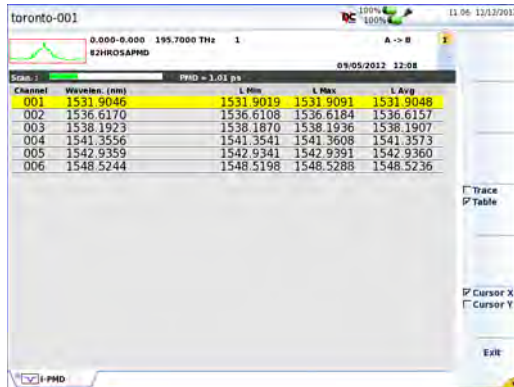 toronto-001
DC 100% 100%
11:06 12/12/201
0.000-0.000 195.7000 THz 1 A -> B
82HROSAPMD
09/05/2012 12:08
Scan. : PMD = 1.01 ps
Channel Wavelen. (nm) L Min L Max L Avg
001 1531.9046 1531.9019 1531.9091 1531.9048
002 1536.6170 1536.6108 1536.6184 1536.6157
003 1538.1923 1538.1870 1538.1936 1538.1907
004 1541.3556 1541.3541 1541.3608 1541.3573
005 1542.9359 1542.9341 1542.9391 1542.9360
006 1548.5244 1548.5198 1548.5288 1548.5236
Trace
Table
Cursor X
Cursor Y
Exit
I-PMD